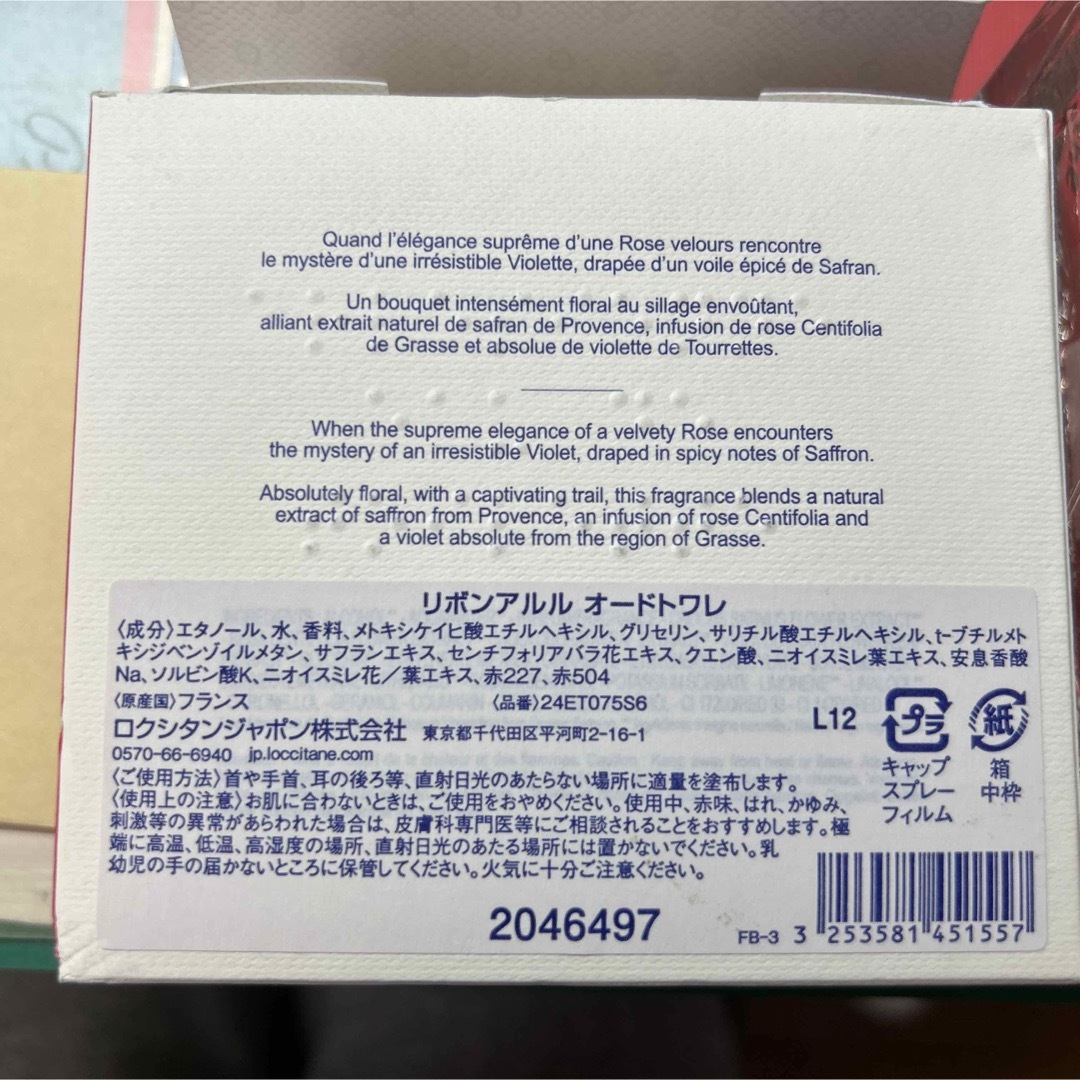 Quand l'élégance suprême d'une Rose velours rencontre
le mystère d'une irrésistible Violette, drapée d'un voile épicé de Safran.
Un bouquet intensément floral au sillage envoûtant,
alliant extrait naturel de safran de Provence, infusion de rose Centifolia
de Grasse et absolue de violette de Tourrettes.
When the supreme elegance of a velvety Rose encounters
the mystery of an irresistible Violet, draped in spicy notes of Saffron.
Absolutely floral, with a captivating trail, this fragrance blends a natural
extract of saffron from Provence, an infusion of rose Centifolia and
a violet absolute from the region of Grasse.
リボンアルル オードトワレ
〈成分〉エタノール、水、香料、メトキシケイヒ酸エチルヘキシル、グリセリン、サリチル酸エチルヘキシル、t-ブチルメト
キシジベンゾイルメタン、サフランエキス、センチフォリアバラ花エキス、クエン酸、ニオイスミレ葉エキス、安息香酸
Na、ソルビン酸K、ニオイスミレ花/葉エキス、赤227、赤504
〈原産国〉フランス 〈品番〉24ET075S6
ロクシタンジャポン株式会社 東京都千代田区平河町2-16-1
0570-66-6940 jp.loccitane.com
L12
プラ
キャップ
スプレー
フィルム
紙
箱
中枠
〈ご使用方法〉首や手首、耳の後ろ等、直射日光のあたらない場所に適量を塗布します。
〈使用上の注意〉お肌に合わないときは、ご使用をおやめください。使用中、赤味、はれ、かゆみ、
刺激等の異常があらわれた場合は、皮膚科専門医等にご相談されることをおすすめします。極
端に高温、低温、高湿度の場所、直射日光のあたる場所には置かないでください。乳
幼児の手の届かないところに保管してください。火気に十分ご注意ください。
2046497
FB-3 3 253581 451557